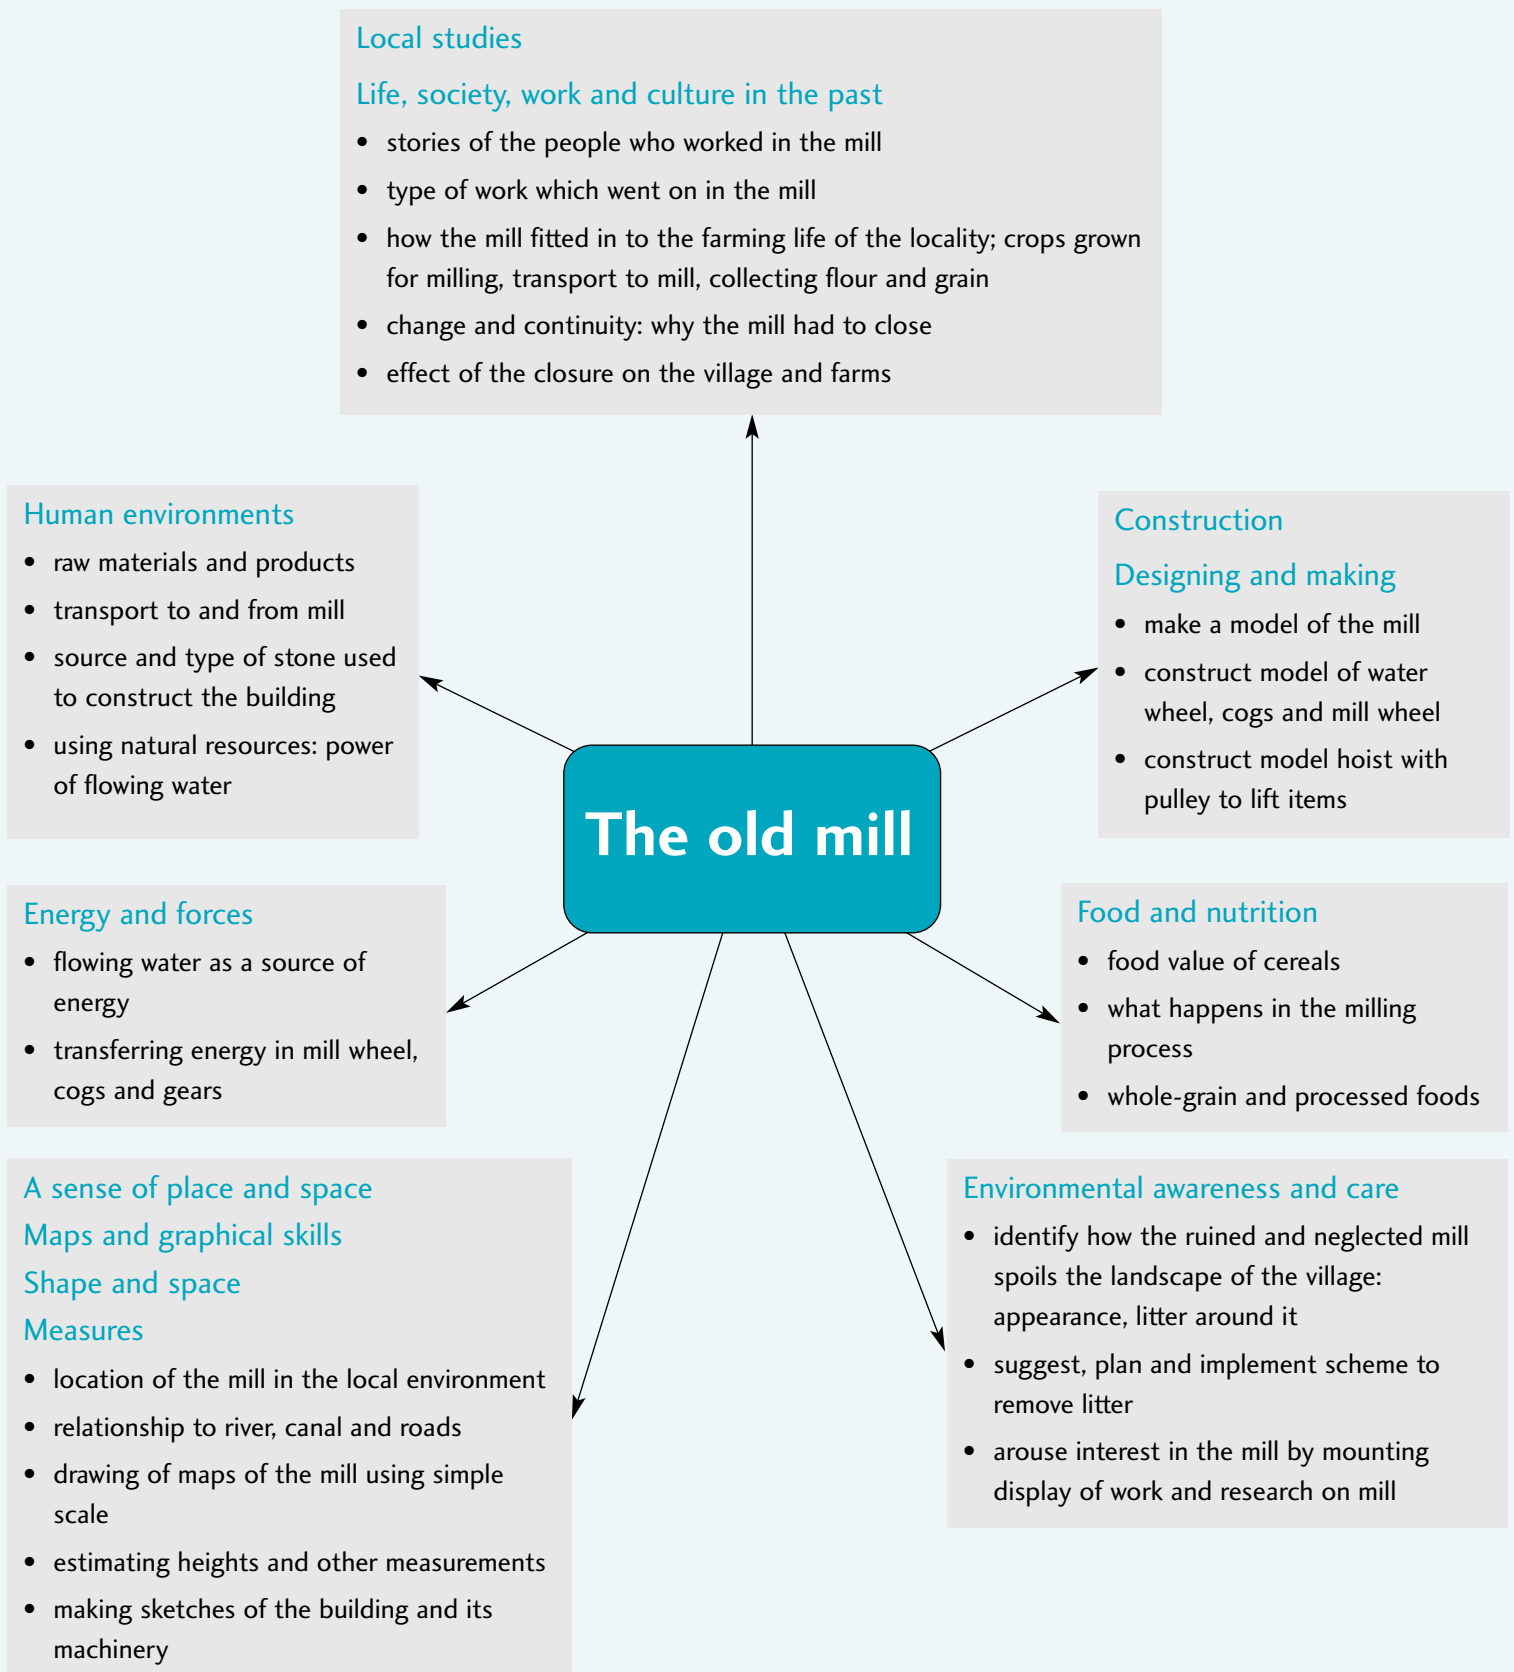 Local studies
Life, society, work and culture in the past
• stories of the people who worked in the mill
• type of work which went on in the mill
• how the mill fitted in to the farming life of the locality; crops grown
for milling, transport to mill, collecting flour and grain
• change and continuity: why the mill had to close
• effect of the closure on the village and farms
Human environments
• raw materials and products
• transport to and from mill
• source and type of stone used
to construct the building
• using natural resources: power
of flowing water
Construction
Designing and making
• make a model of the mill
• construct model of water
wheel, cogs and mill wheel
• construct model hoist with
pulley to lift items
The old mill
Energy and forces
• flowing water as a source of
energy
• transferring energy in mill wheel,
cogs and gears
Food and nutrition
• food value of cereals
• what happens in the milling
process
• whole-grain and processed foods
A sense of place and space
Maps and graphical skills
Shape and space
Measures
• location of the mill in the local environment
• relationship to river, canal and roads
• drawing of maps of the mill using simple
scale
• estimating heights and other measurements
• making sketches of the building and its
machinery
Environmental awareness and care
• identify how the ruined and neglected mill
spoils the landscape of the village:
appearance, litter around it
• suggest, plan and implement scheme to
remove litter
• arouse interest in the mill by mounting
display of work and research on mill